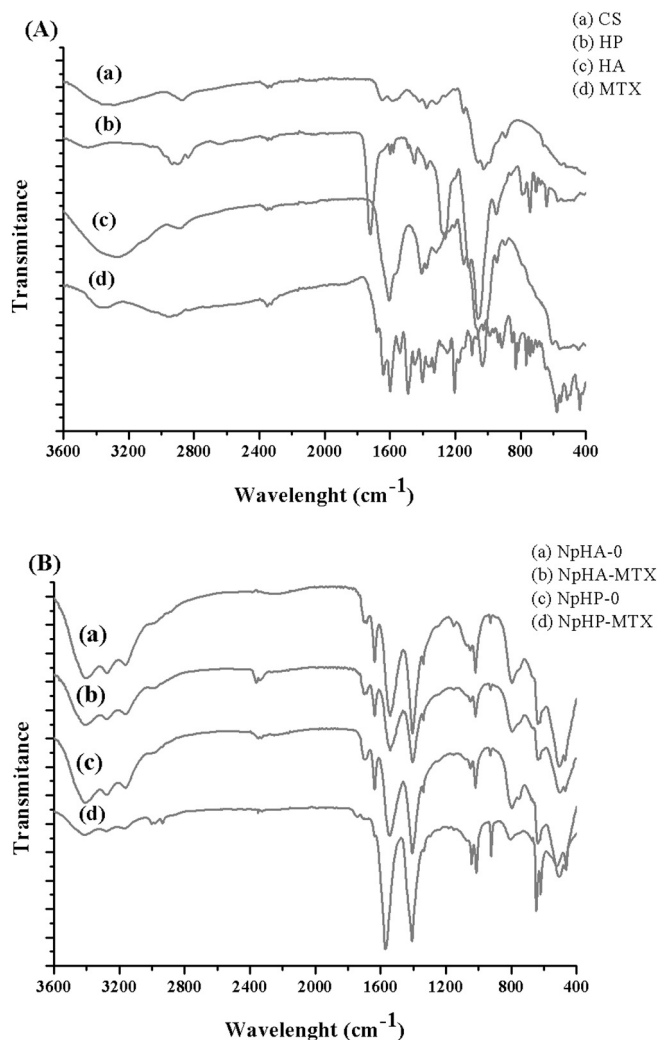 (A)
(a) CS
(b) HP
(c) HA
(d) MTX
(a)
(b)
(c)
(d)
Transmitance
3600 3200 2800 2400 2000 1600 1200 800 400
Wavelenght (cm⁻¹)
(B)
(a) NpHA-0
(b) NpHA-MTX
(c) NpHP-0
(d) NpHP-MTX
(a)
(b)
(c)
(d)
Transmitance
3600 3200 2800 2400 2000 1600 1200 800 400
Wavelenght (cm⁻¹)